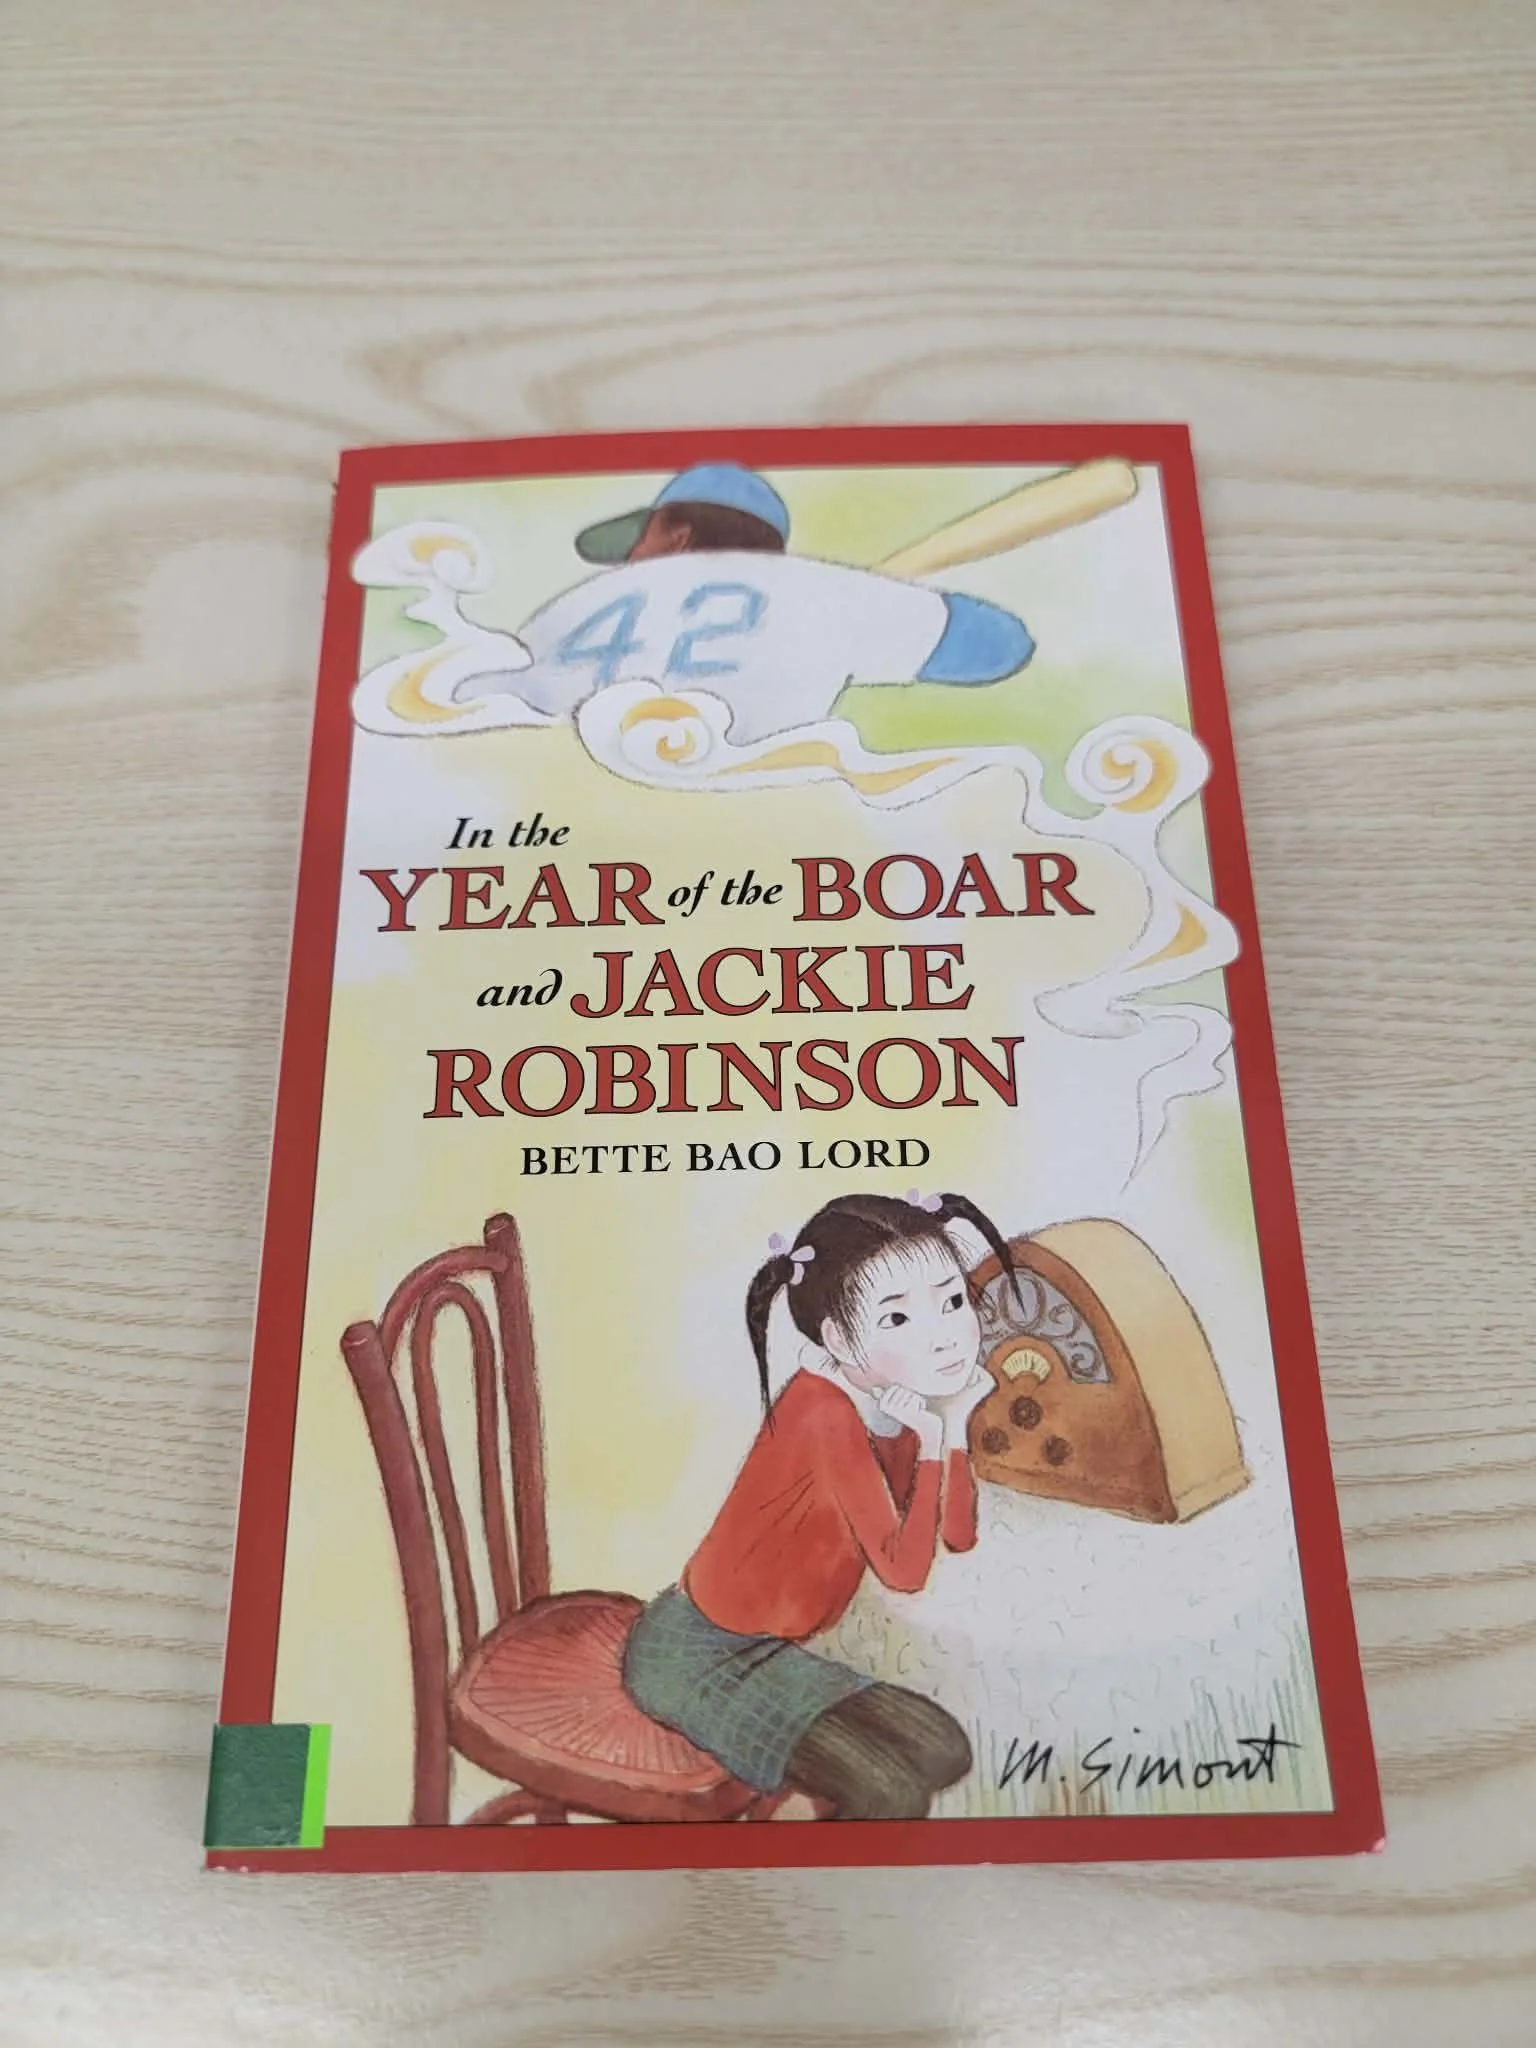 42
In the
YEAR of the BOAR
and JACKIE
ROBINSON
BETTE BAO LORD
M. Simont